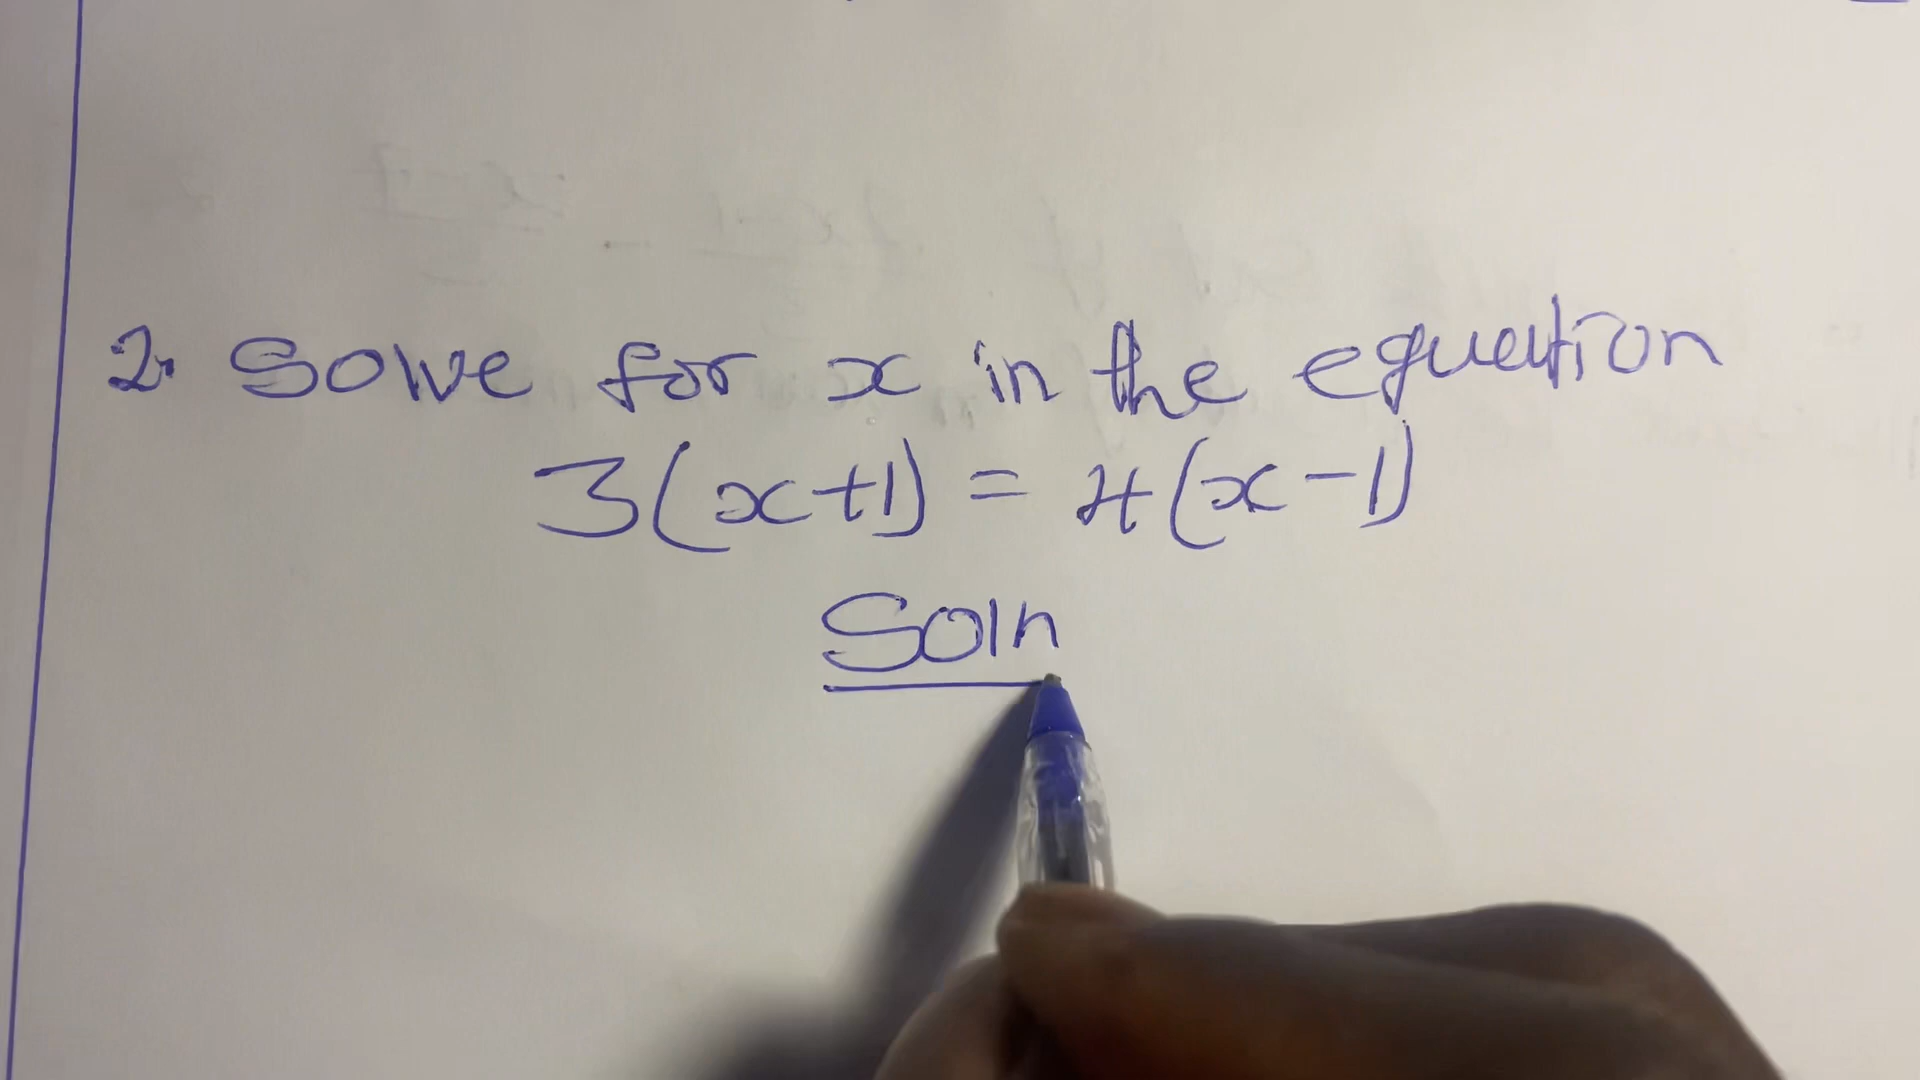 2. Solve for x in the equation
3(x+1) = 4(x-1)
Soln